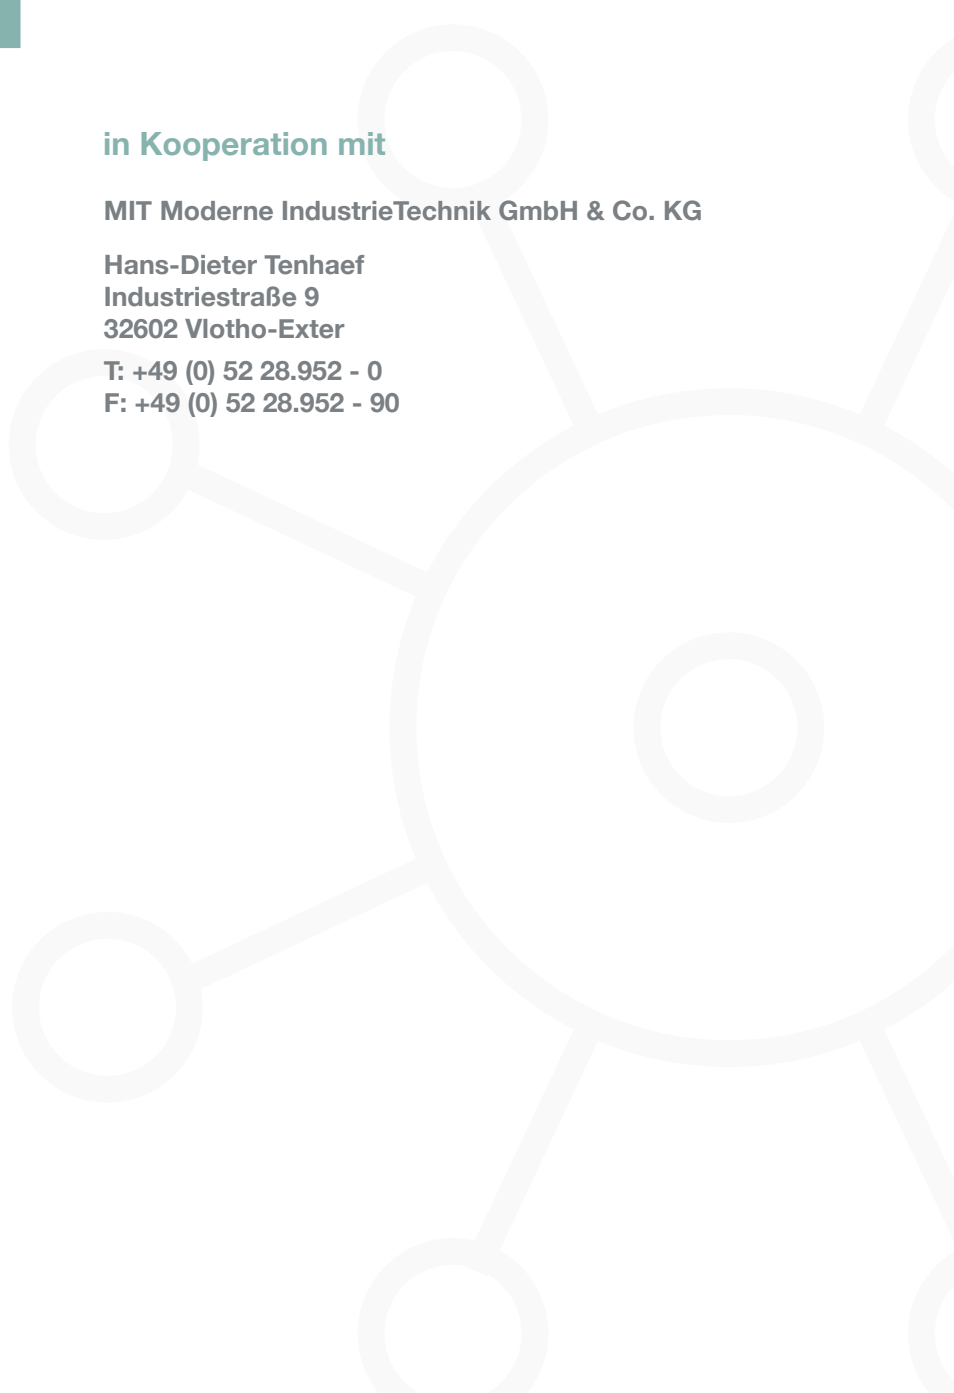 in Kooperation mit
MIT Moderne IndustrieTechnik GmbH & Co. KG
Hans-Dieter Tenhaef
Industriestraße 9
32602 Vlotho-Exter
T: +49 (0) 52 28.952 - 0
F: +49 (0) 52 28.952 - 90